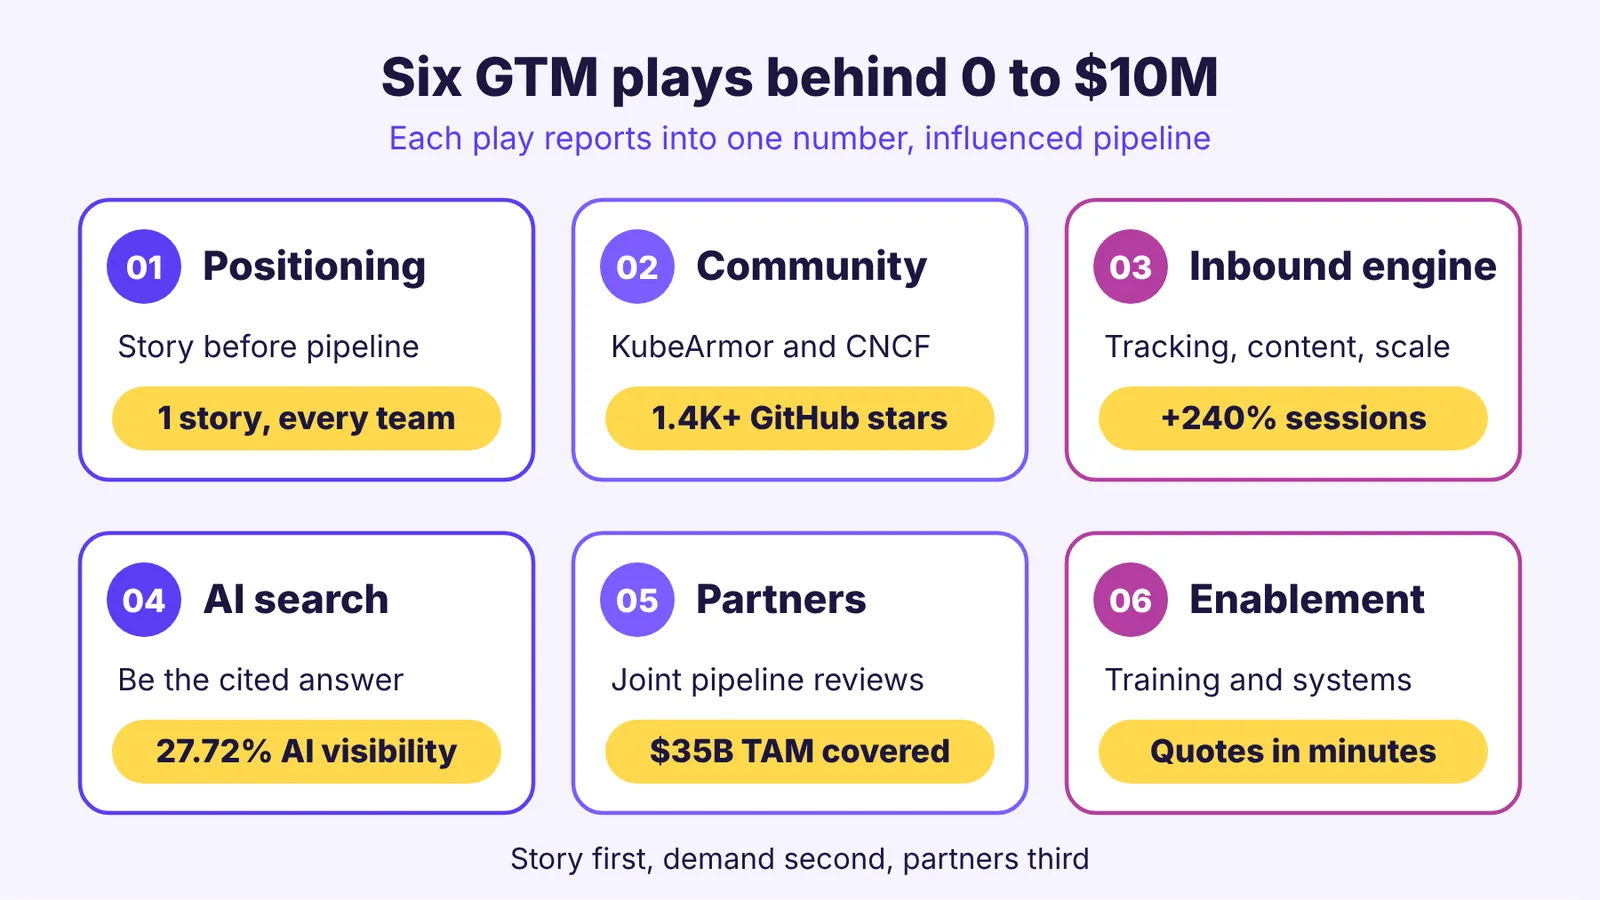 Six GTM plays behind 0 to $10M
Each play reports into one number, influenced pipeline
01 Positioning
Story before pipeline
1 story, every team
02 Community
KubeArmor and CNCF
1.4K+ GitHub stars
03 Inbound engine
Tracking, content, scale
+240% sessions
04 AI search
Be the cited answer
27.72% AI visibility
05 Partners
Joint pipeline reviews
$35B TAM covered
06 Enablement
Training and systems
Quotes in minutes
Story first, demand second, partners third